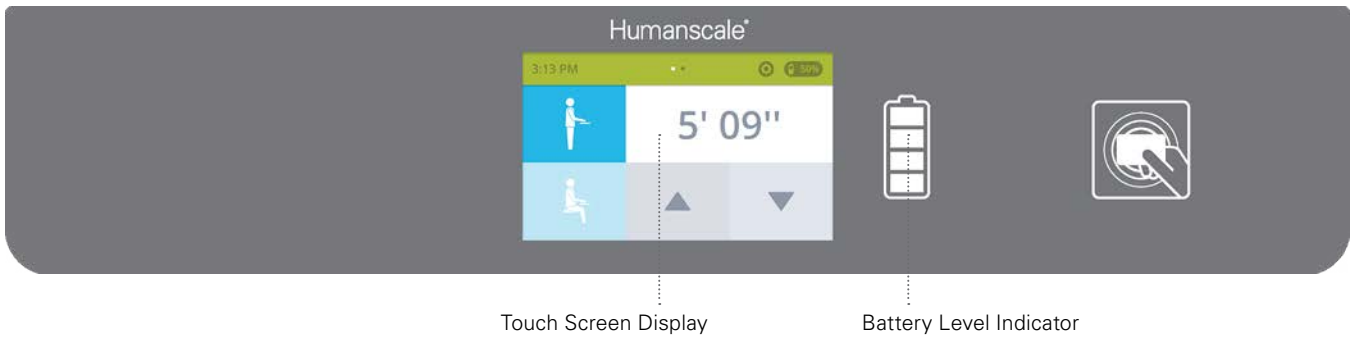 Humanscale®
3:13 PM 50%
5' 09''
Touch Screen Display
Battery Level Indicator